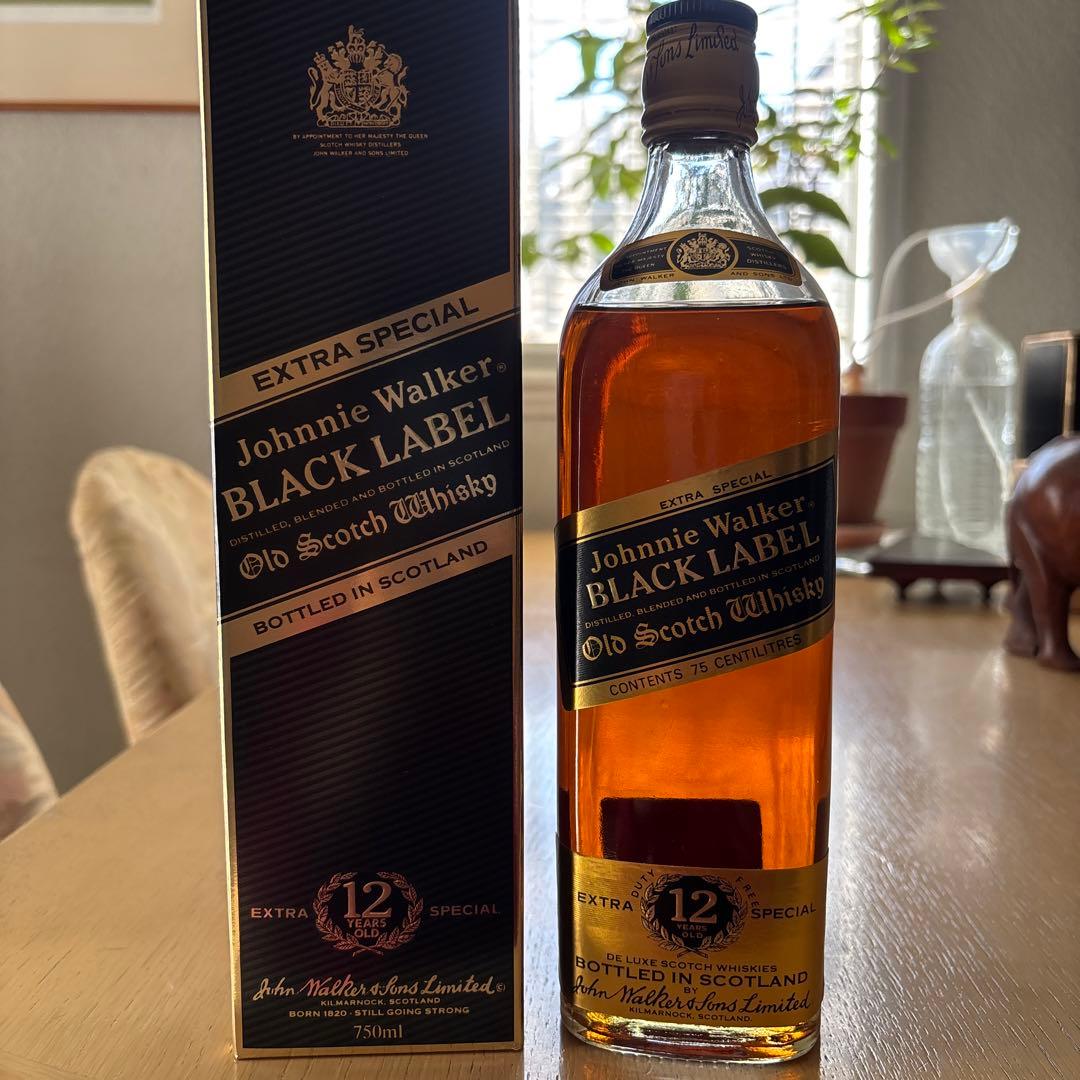 BY APPOINTMENT TO HER MAJESTY THE QUEEN
SCOTCH WHISKY DISTILLERS
JOHN WALKER AND SONS LIMITED
EXTRA SPECIAL
Johnnie Walker®
BLACK LABEL
DISTILLED, BLENDED AND BOTTLED IN SCOTLAND
Old Scotch Whisky
BOTTLED IN SCOTLAND
EXTRA 12 SPECIAL
YEARS
OLD
John Walker & Sons Limited©
KILMARNOCK, SCOTLAND
BORN 1820 · STILL GOING STRONG
750ml
& Sons Limited
WHISKY
DISTILLERS
WALKER AND SONS
EXTRA SPECIAL
Johnnie Walker®
BLACK LABEL
DISTILLED, BLENDED AND BOTTLED IN SCOTLAND
Old Scotch Whisky
CONTENTS 75 CENTILITRES
DUTY FREE
EXTRA 12 SPECIAL
YEARS
OLD
DE LUXE SCOTCH WHISKIES
BOTTLED IN SCOTLAND
BY
John Walker & Sons Limited
KILMARNOCK, SCOTLAND.